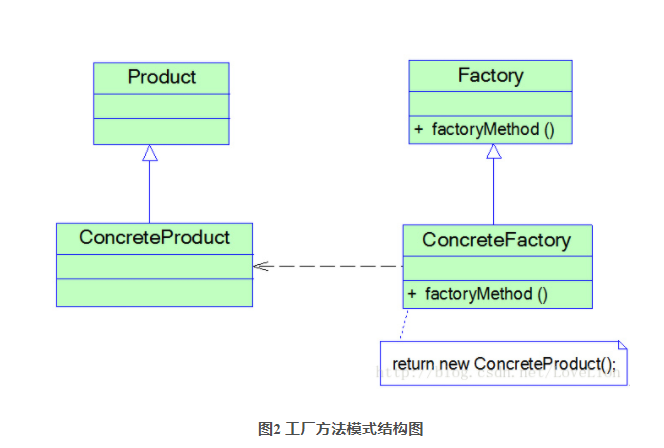 Product
Factory
+ factoryMethod ()
ConcreteProduct
ConcreteFactory
+ factoryMethod ()
return new ConcreteProduct();
http://blog.csdn.net/LoveLion
图2 工厂方法模式结构图